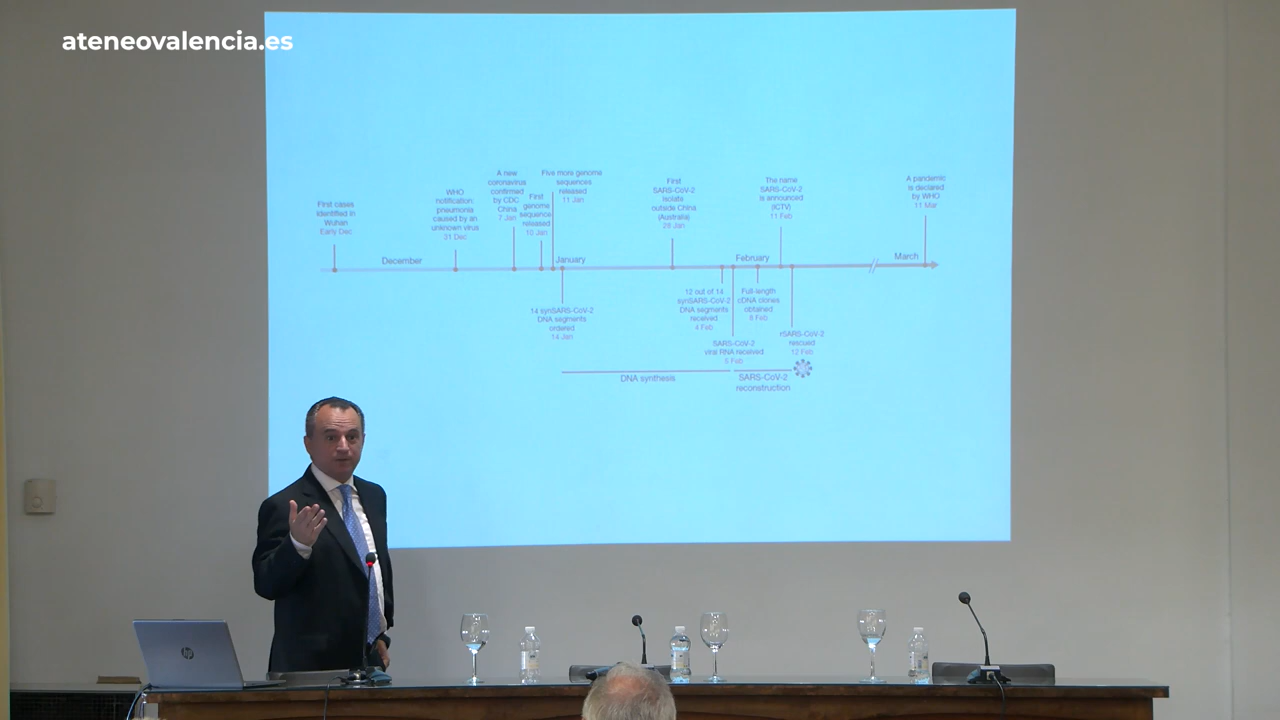 ateneovalencia.es
First cases
identified in
Wuhan
Early Dec
WHO
notification:
pneumonia
caused by an
unknown virus
31 Dec
A new
coronavirus
confirmed
by CDC
China
7 Jan
First
genome
sequence
released
10 Jan
Five more genome
sequences
released
11 Jan
First
SARS-CoV-2
isolate
outside China
(Australia)
28 Jan
The name
SARS-CoV-2
is announced
(ICTV)
11 Feb
A pandemic
is declared
by WHO
11 Mar
December
January
February
March
14 synSARS-CoV-2
DNA segments
ordered
14 Jan
12 out of 14
synSARS-CoV-2
DNA segments
received
4 Feb
SARS-CoV-2
viral RNA received
5 Feb
Full-length
cDNA clones
obtained
8 Feb
rSARS-CoV-2
rescued
12 Feb
DNA synthesis
SARS-CoV-2
reconstruction
hp